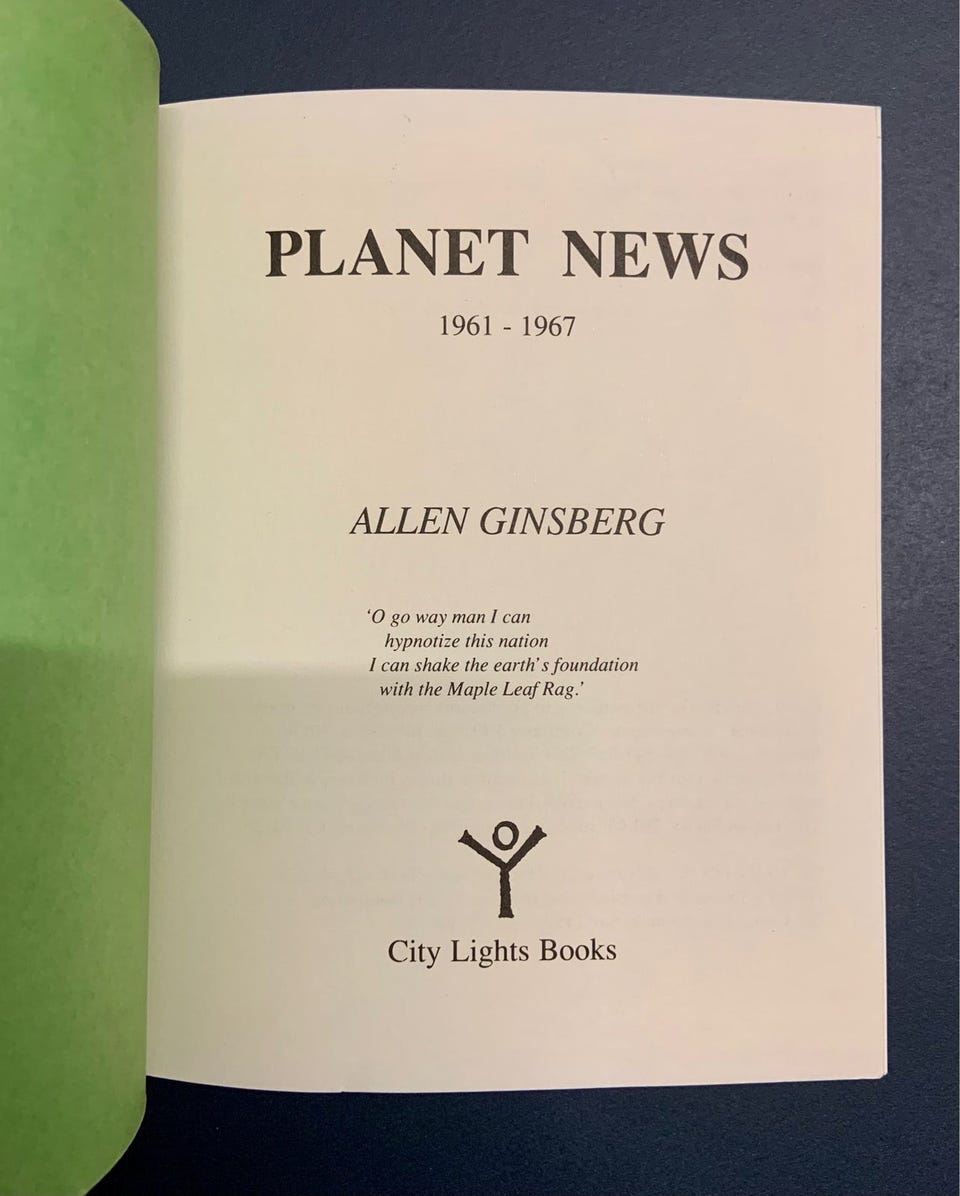 PLANET NEWS
1961 - 1967
ALLEN GINSBERG
‘O go way man I can
hypnotize this nation
I can shake the earth’s foundation
with the Maple Leaf Rag.’
City Lights Books